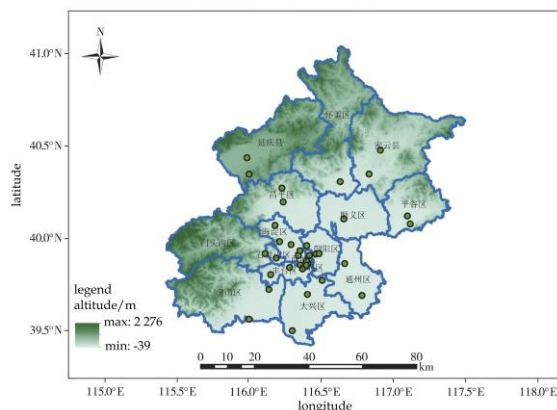 41.0°N
N
怀柔区
延庆县
密云县
40.5°N
昌平区
平谷区
顺义区
latitude
海淀区
门头沟区
朝阳区
40.0°N
通州区
房山区
大兴区
legend
altitude/m
max: 2 276
min: -39
39.5°N
0 10 20 40 60 80
km
115.0°E 115.5°E 116.0°E 116.5°E 117.0°E 117.5°E 118.0°E
longitude